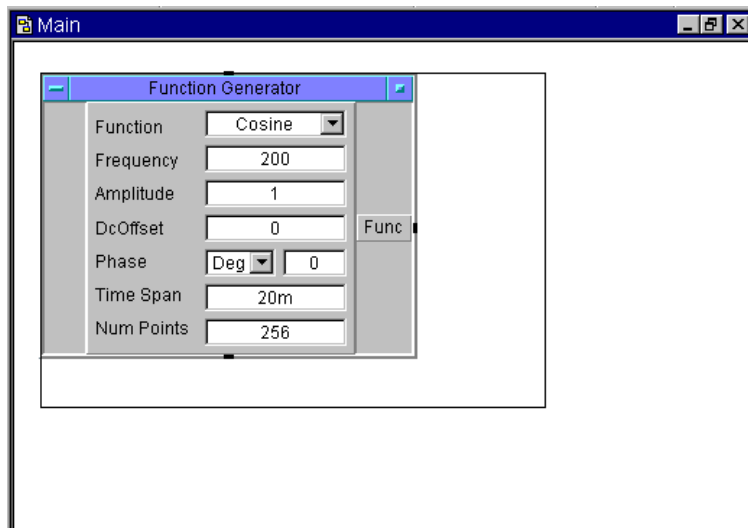 Main
Function Generator
Function Cosine
Frequency 200
Amplitude 1
DcOffset 0
Func
Phase Deg 0
Time Span 20m
Num Points 256